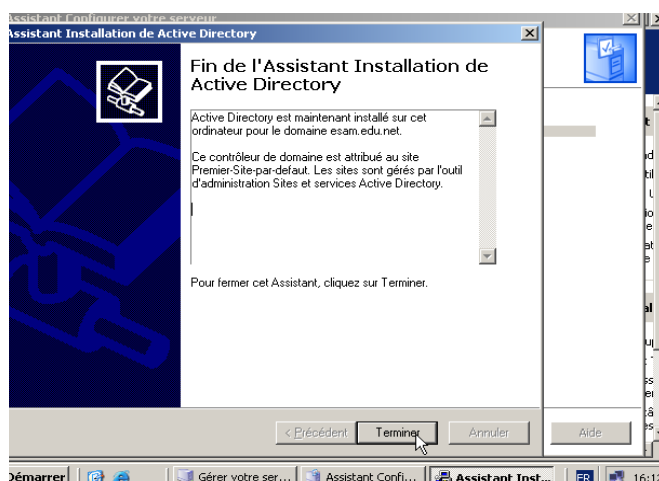 Assistant Configurer votre serveur
Assistant Installation de Active Directory
Fin de l'Assistant Installation de
Active Directory
Active Directory est maintenant installé sur cet
ordinateur pour le domaine esam.edu.net.
Ce contrôleur de domaine est attribué au site
Premier-Site-par-defaut. Les sites sont gérés par l'outil
d'administration Sites et services Active Directory.
Pour fermer cet Assistant, cliquez sur Terminer.
< Précédent Terminer Annuler Aide
Démarrer Gérer votre ser... Assistant Confi... Assistant Inst... FR